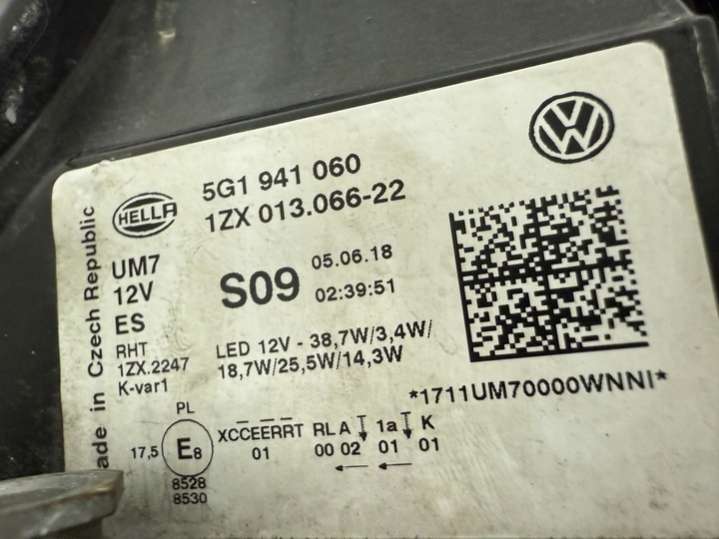 HELLA
5G1 941 060
1ZX 013.066-22
UM7
12V
ES
RHT
1ZX.2247
K-var1
S09
05.06.18
02:39:51
LED 12V - 38,7W/3,4W/
18,7W/25,5W/14,3W
*1711UM70000WNNI*
ade in Czech Republic
PL
17,5
E8
8528
8530
XCCEERRT RL A 1a K
01 00 02 01 01